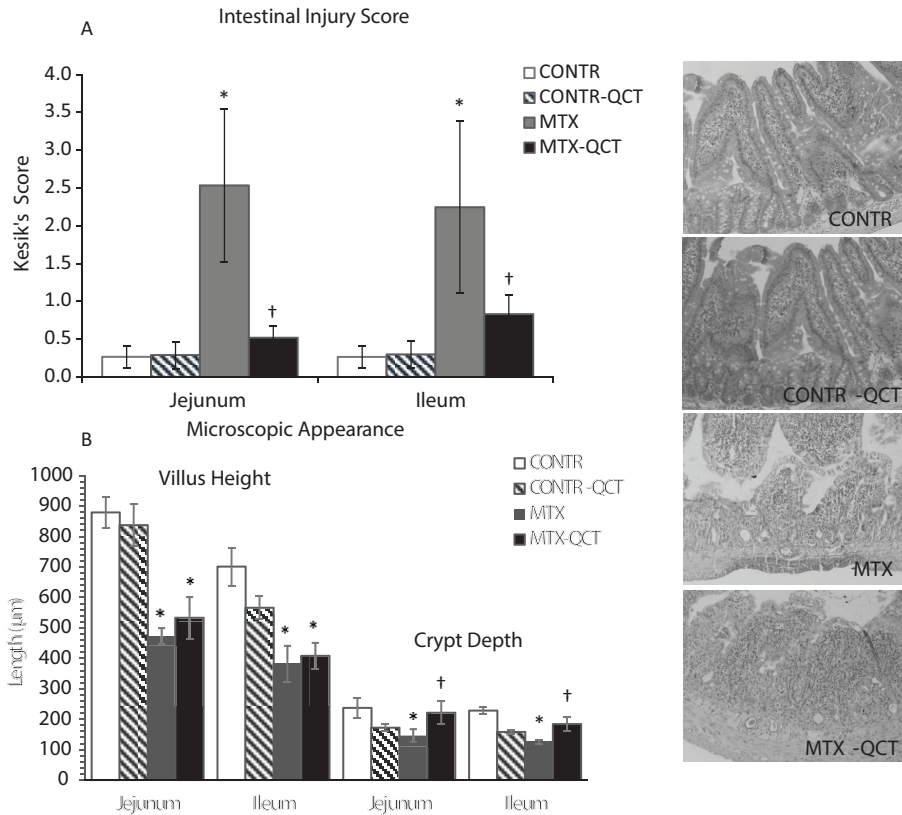 Intestinal Injury Score
A
4.0
3.5
3.0
2.5
2.0
1.5
1.0
0.5
0.0
Kesik's Score
* * † †
CONTR
CONTR-QCT
MTX
MTX-QCT
Jejunum Ileum
Microscopic Appearance
B
1000
900
800
700
600
500
400
300
200
100
0
Length (µm)
Villus Height
Crypt Depth
* * * * * † * †
CONTR
CONTR -QCT
MTX
MTX-QCT
Jejunum Ileum Jejunum Ileum
CONTR
CONTR -QCT
MTX
MTX -QCT